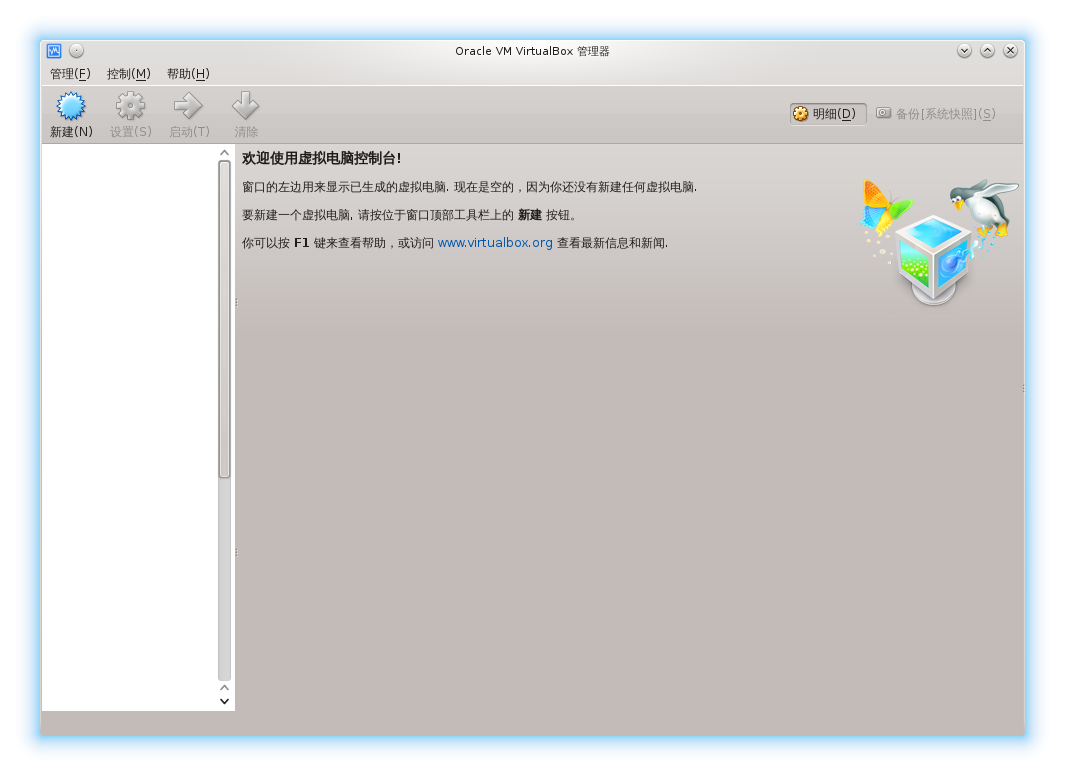 Oracle VM VirtualBox 管理器
管理(F) 控制(M) 帮助(H)
新建(N) 设置(S) 启动(T) 清除 明细(D) 备份[系统快照](S)
欢迎使用虚拟电脑控制台!
窗口的左边用来显示已生成的虚拟电脑. 现在是空的，因为你还没有新建任何虚拟电脑.
要新建一个虚拟电脑, 请按位于窗口顶部工具栏上的 新建 按钮。
你可以按 F1 键来查看帮助，或访问 www.virtualbox.org 查看最新信息和新闻.